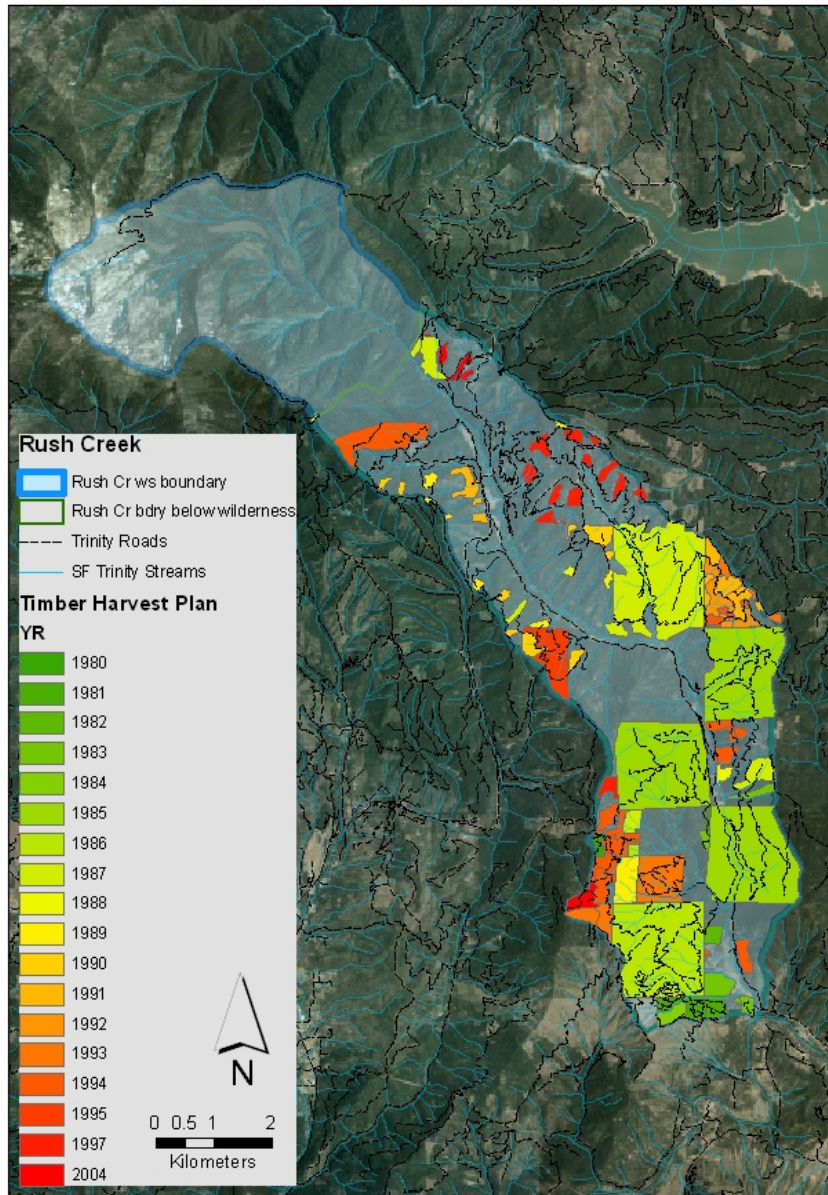 Rush Creek
Rush Cr ws boundary
Rush Cr bdry below wilderness
Trinity Roads
SF Trinity Streams
Timber Harvest Plan
YR
1980
1981
1982
1983
1984
1985
1986
1987
1988
1989
1990
1991
1992
1993
1994
1995
1997
2004
N
0 0.5 1 2
Kilometers